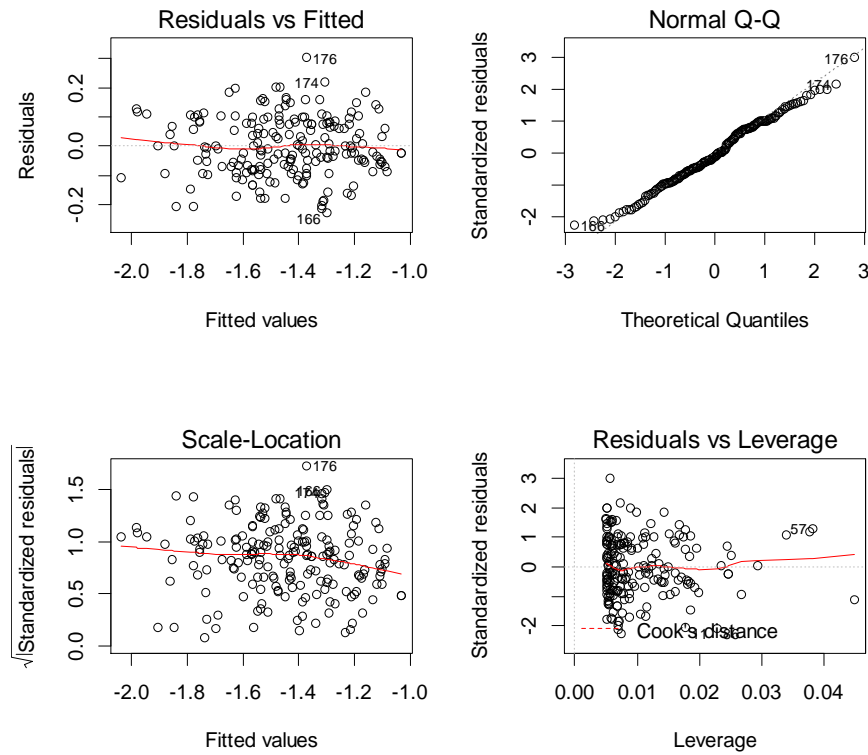 Residuals vs Fitted
Residuals
0.2
0.0
-0.2
176
174
166
-2.0 -1.8 -1.6 -1.4 -1.2 -1.0
Fitted values
Normal Q-Q
Standardized residuals
3
2
1
0
-2
176
174
166
-3 -2 -1 0 1 2 3
Theoretical Quantiles
Scale-Location
√|Standardized residuals|
1.5
1.0
0.5
0.0
176
166
174
-2.0 -1.8 -1.6 -1.4 -1.2 -1.0
Fitted values
Residuals vs Leverage
Standardized residuals
3
2
1
0
-2
57
Cook's distance
0.00 0.01 0.02 0.03 0.04
Leverage